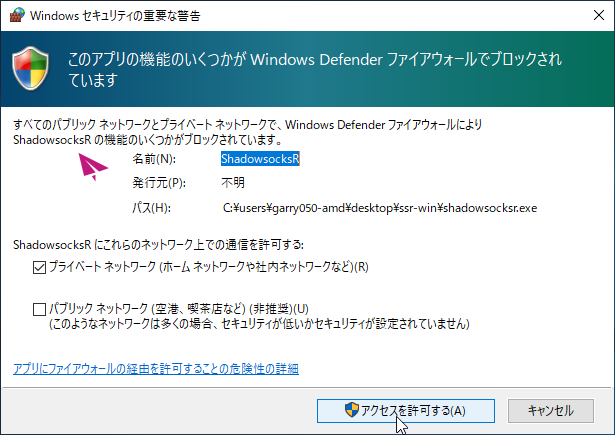 Windows セキュリティの重要な警告
このアプリの機能のいくつかが Windows Defender ファイアウォールでブロックされ
ています
すべてのパブリック ネットワークとプライベート ネットワークで、Windows Defender ファイアウォールにより
ShadowsocksR の機能のいくつかがブロックされています。
名前(N): ShadowsocksR
発行元(P): 不明
パス(H): C:¥users¥garry050-amd¥desktop¥ssr-win¥shadowsocksr.exe
ShadowsocksR にこれらのネットワーク上での通信を許可する:
プライベート ネットワーク (ホーム ネットワークや社内ネットワークなど)(R)
パブリック ネットワーク (空港、喫茶店など) (非推奨)(U)
(このようなネットワークは多くの場合、セキュリティが低いかセキュリティが設定されていません)
アプリにファイアウォールの経由を許可することの危険性の詳細
アクセスを許可する(A)
キャンセル